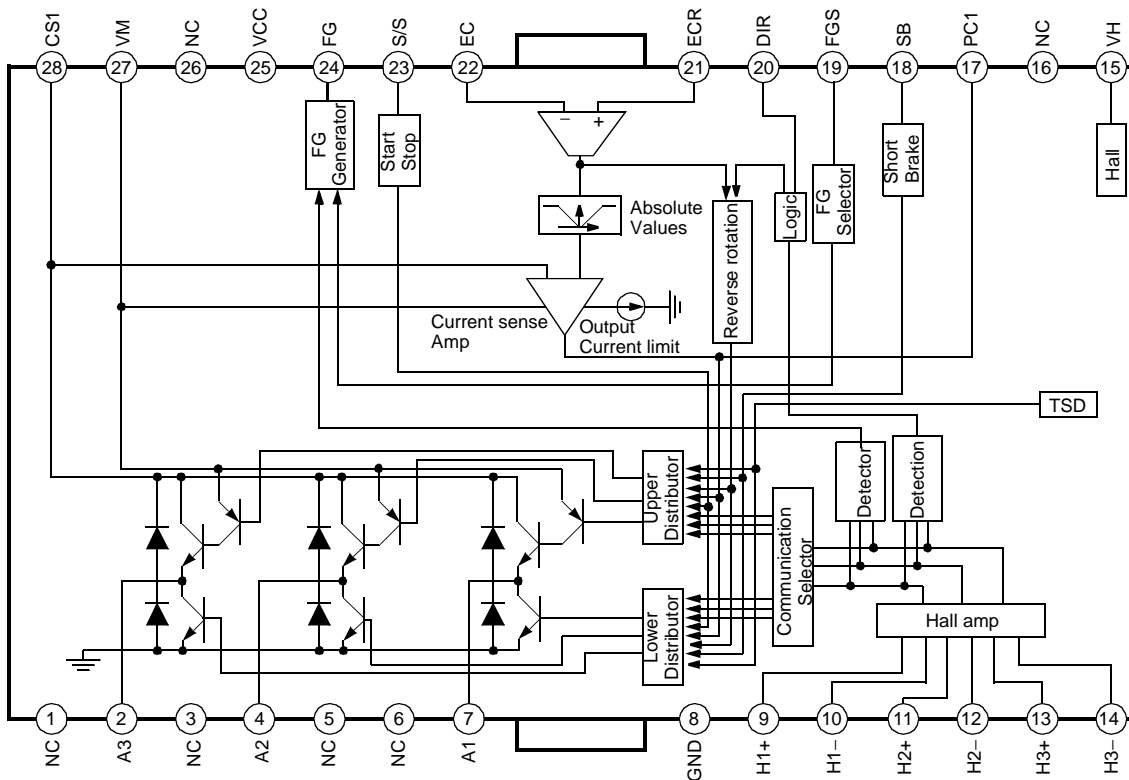 CS1
VM
NC
VCC
FG
S/S
EC
ECR
DIR
FGS
SB
PC1
NC
VH
28
27
26
25
24
23
22
21
20
19
18
17
16
15
FG
Generator
Start
Stop
− +
Absolute
Values
Reverse rotation
Logic
FG
Selector
Short
Brake
Hall
Current sense
Amp
Output
Current limit
TSD
Upper
Distributor
Detector
Detection
Communication
Selector
Lower
Distributor
Hall amp
1
2
3
4
5
6
7
8
9
10
11
12
13
14
NC
A3
NC
A2
NC
NC
A1
GND
H1+
H1−
H2+
H2−
H3+
H3−